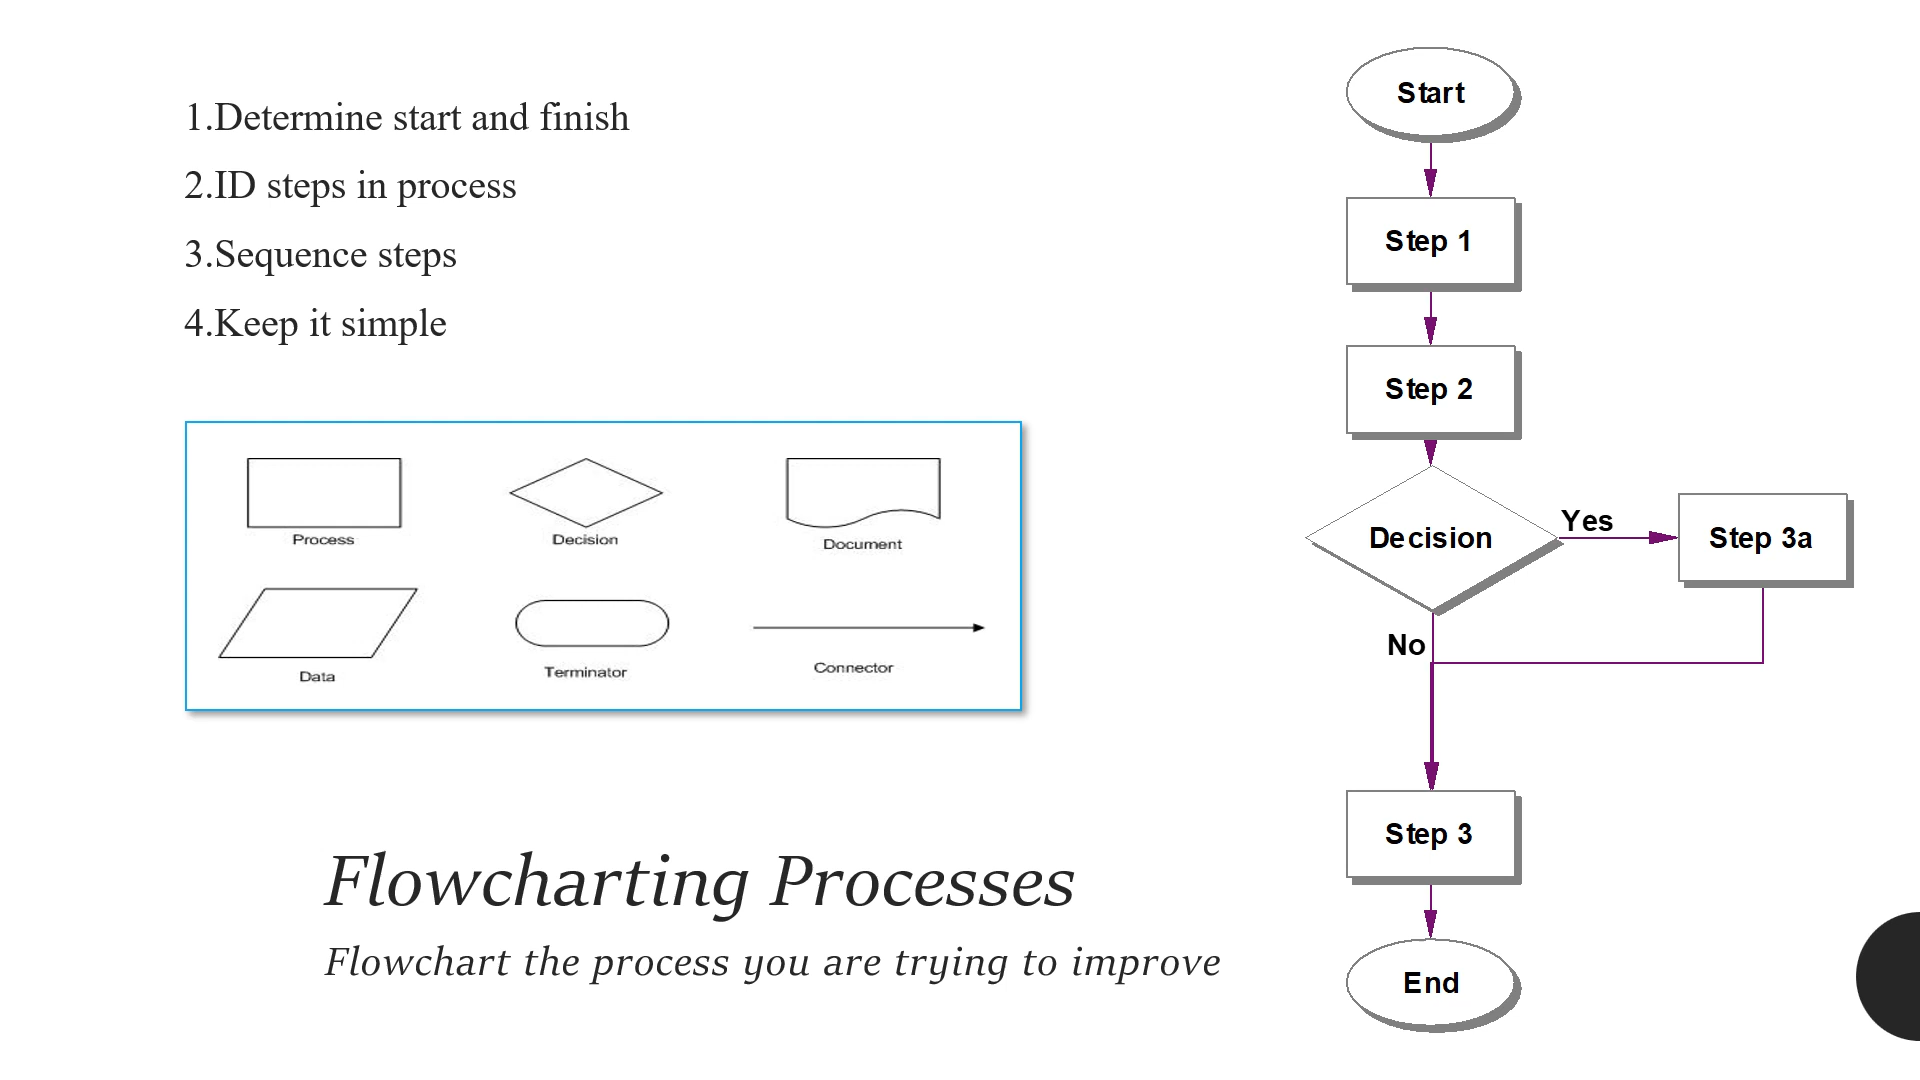 1.Determine start and finish
2.ID steps in process
3.Sequence steps
4.Keep it simple
Process
Decision
Document
Data
Terminator
Connector
Flowcharting Processes
Flowchart the process you are trying to improve
Start
Step 1
Step 2
Decision
Yes
Step 3a
No
Step 3
End